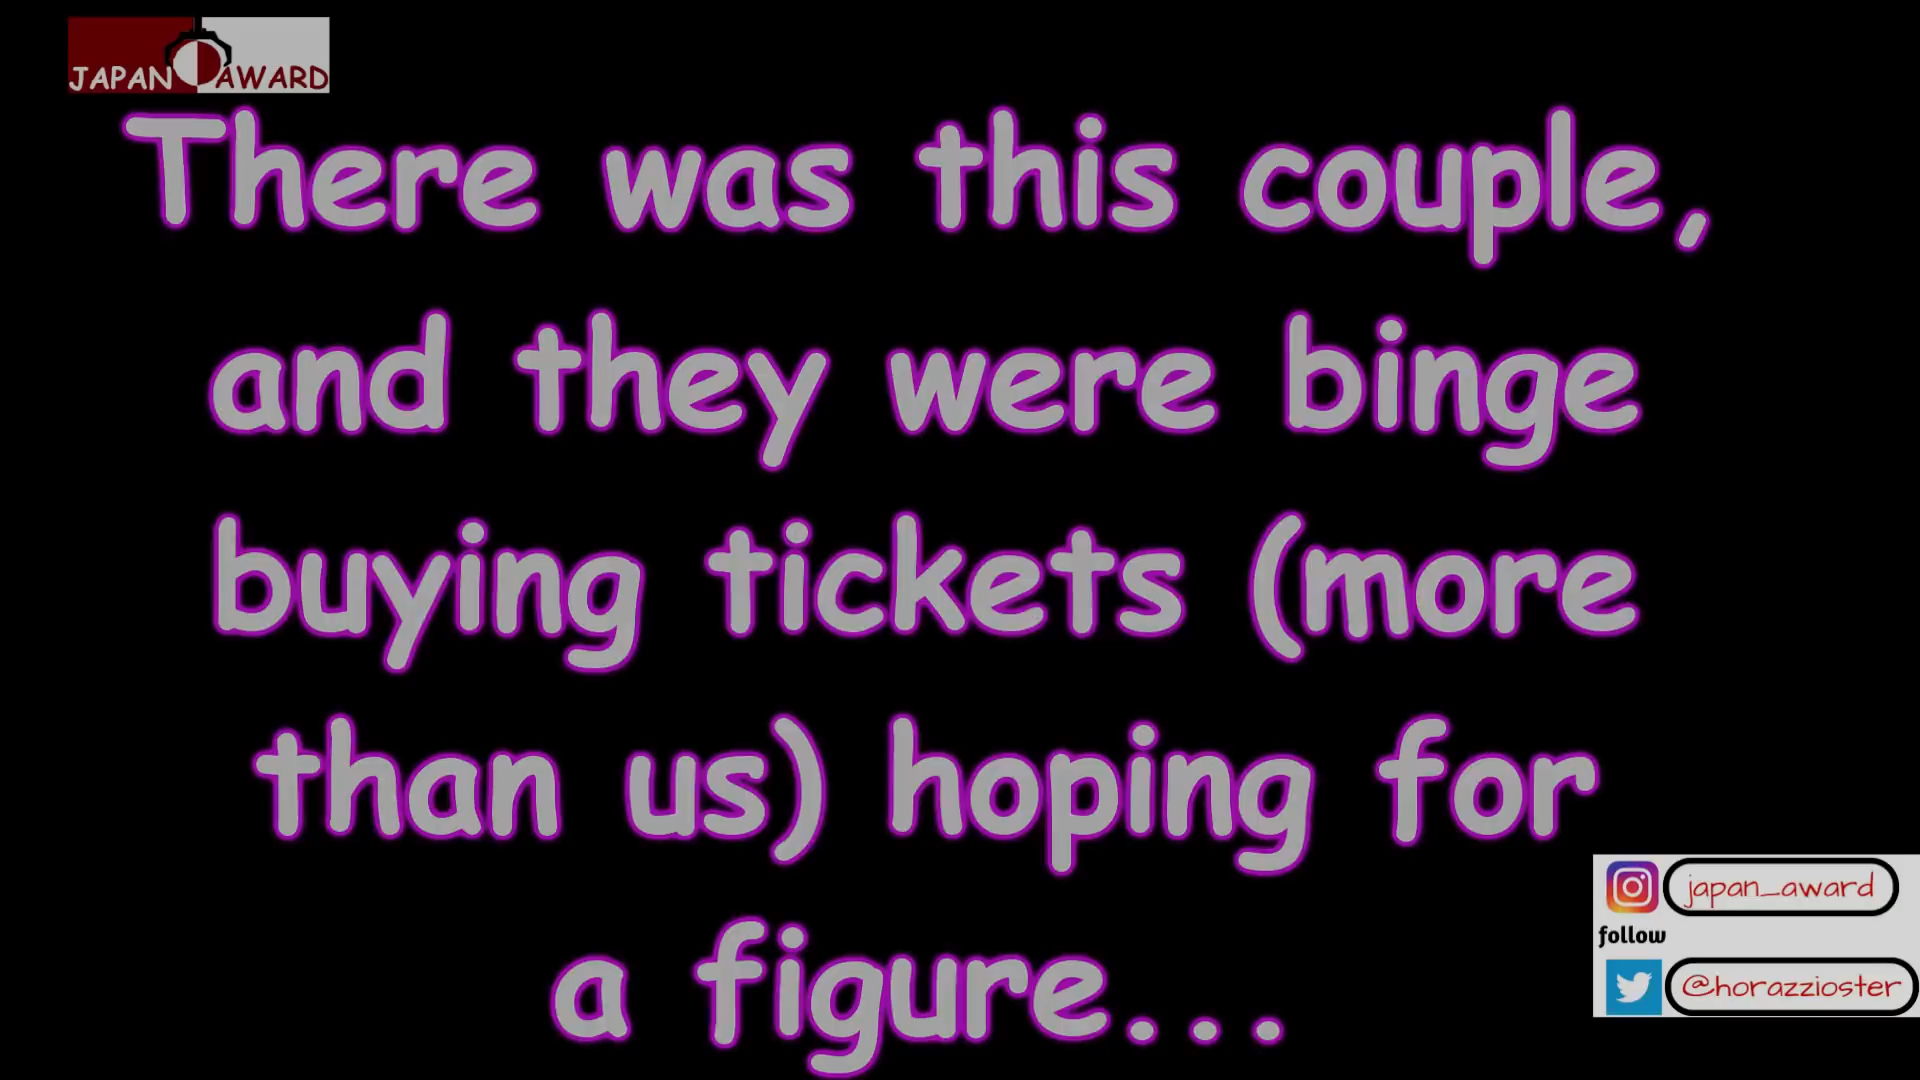 JAPAN AWARD
There was this couple,
and they were binge
buying tickets (more
than us) hoping for
a figure...
japan_award
follow
@horazzioster